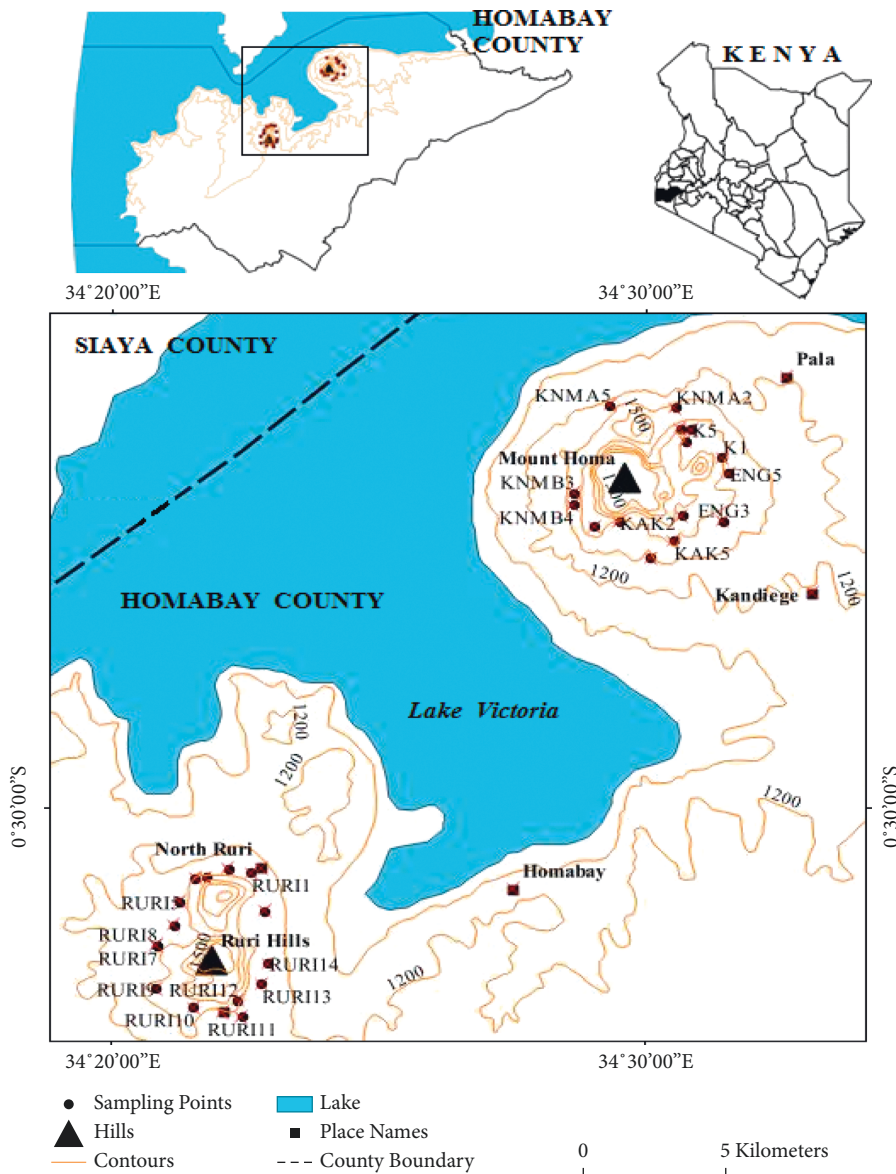 HOMABAY
COUNTY
K E N Y A
34°20'00"E
34°30'00"E
SIAYA COUNTY
Pala
KNMA5
KNMA2
1500
K5
K1
Mount Homa
ENG5
KNMB3
1500
KNMB4
KAK2
ENG3
KAK5
1200
Kandiege
1200
HOMABAY COUNTY
Lake Victoria
1200
1200
1200
0°30'00"S
0°30'00"S
North Ruri
Homabay
RURI1
RURI5
RURI8
Ruri Hills
RURI7
1500
RURI14
1200
RURI9
RURI12
RURI13
RURI10
RURI11
34°20'00"E
34°30'00"E
Sampling Points
Lake
Hills
Place Names
Contours
County Boundary
0
5 Kilometers